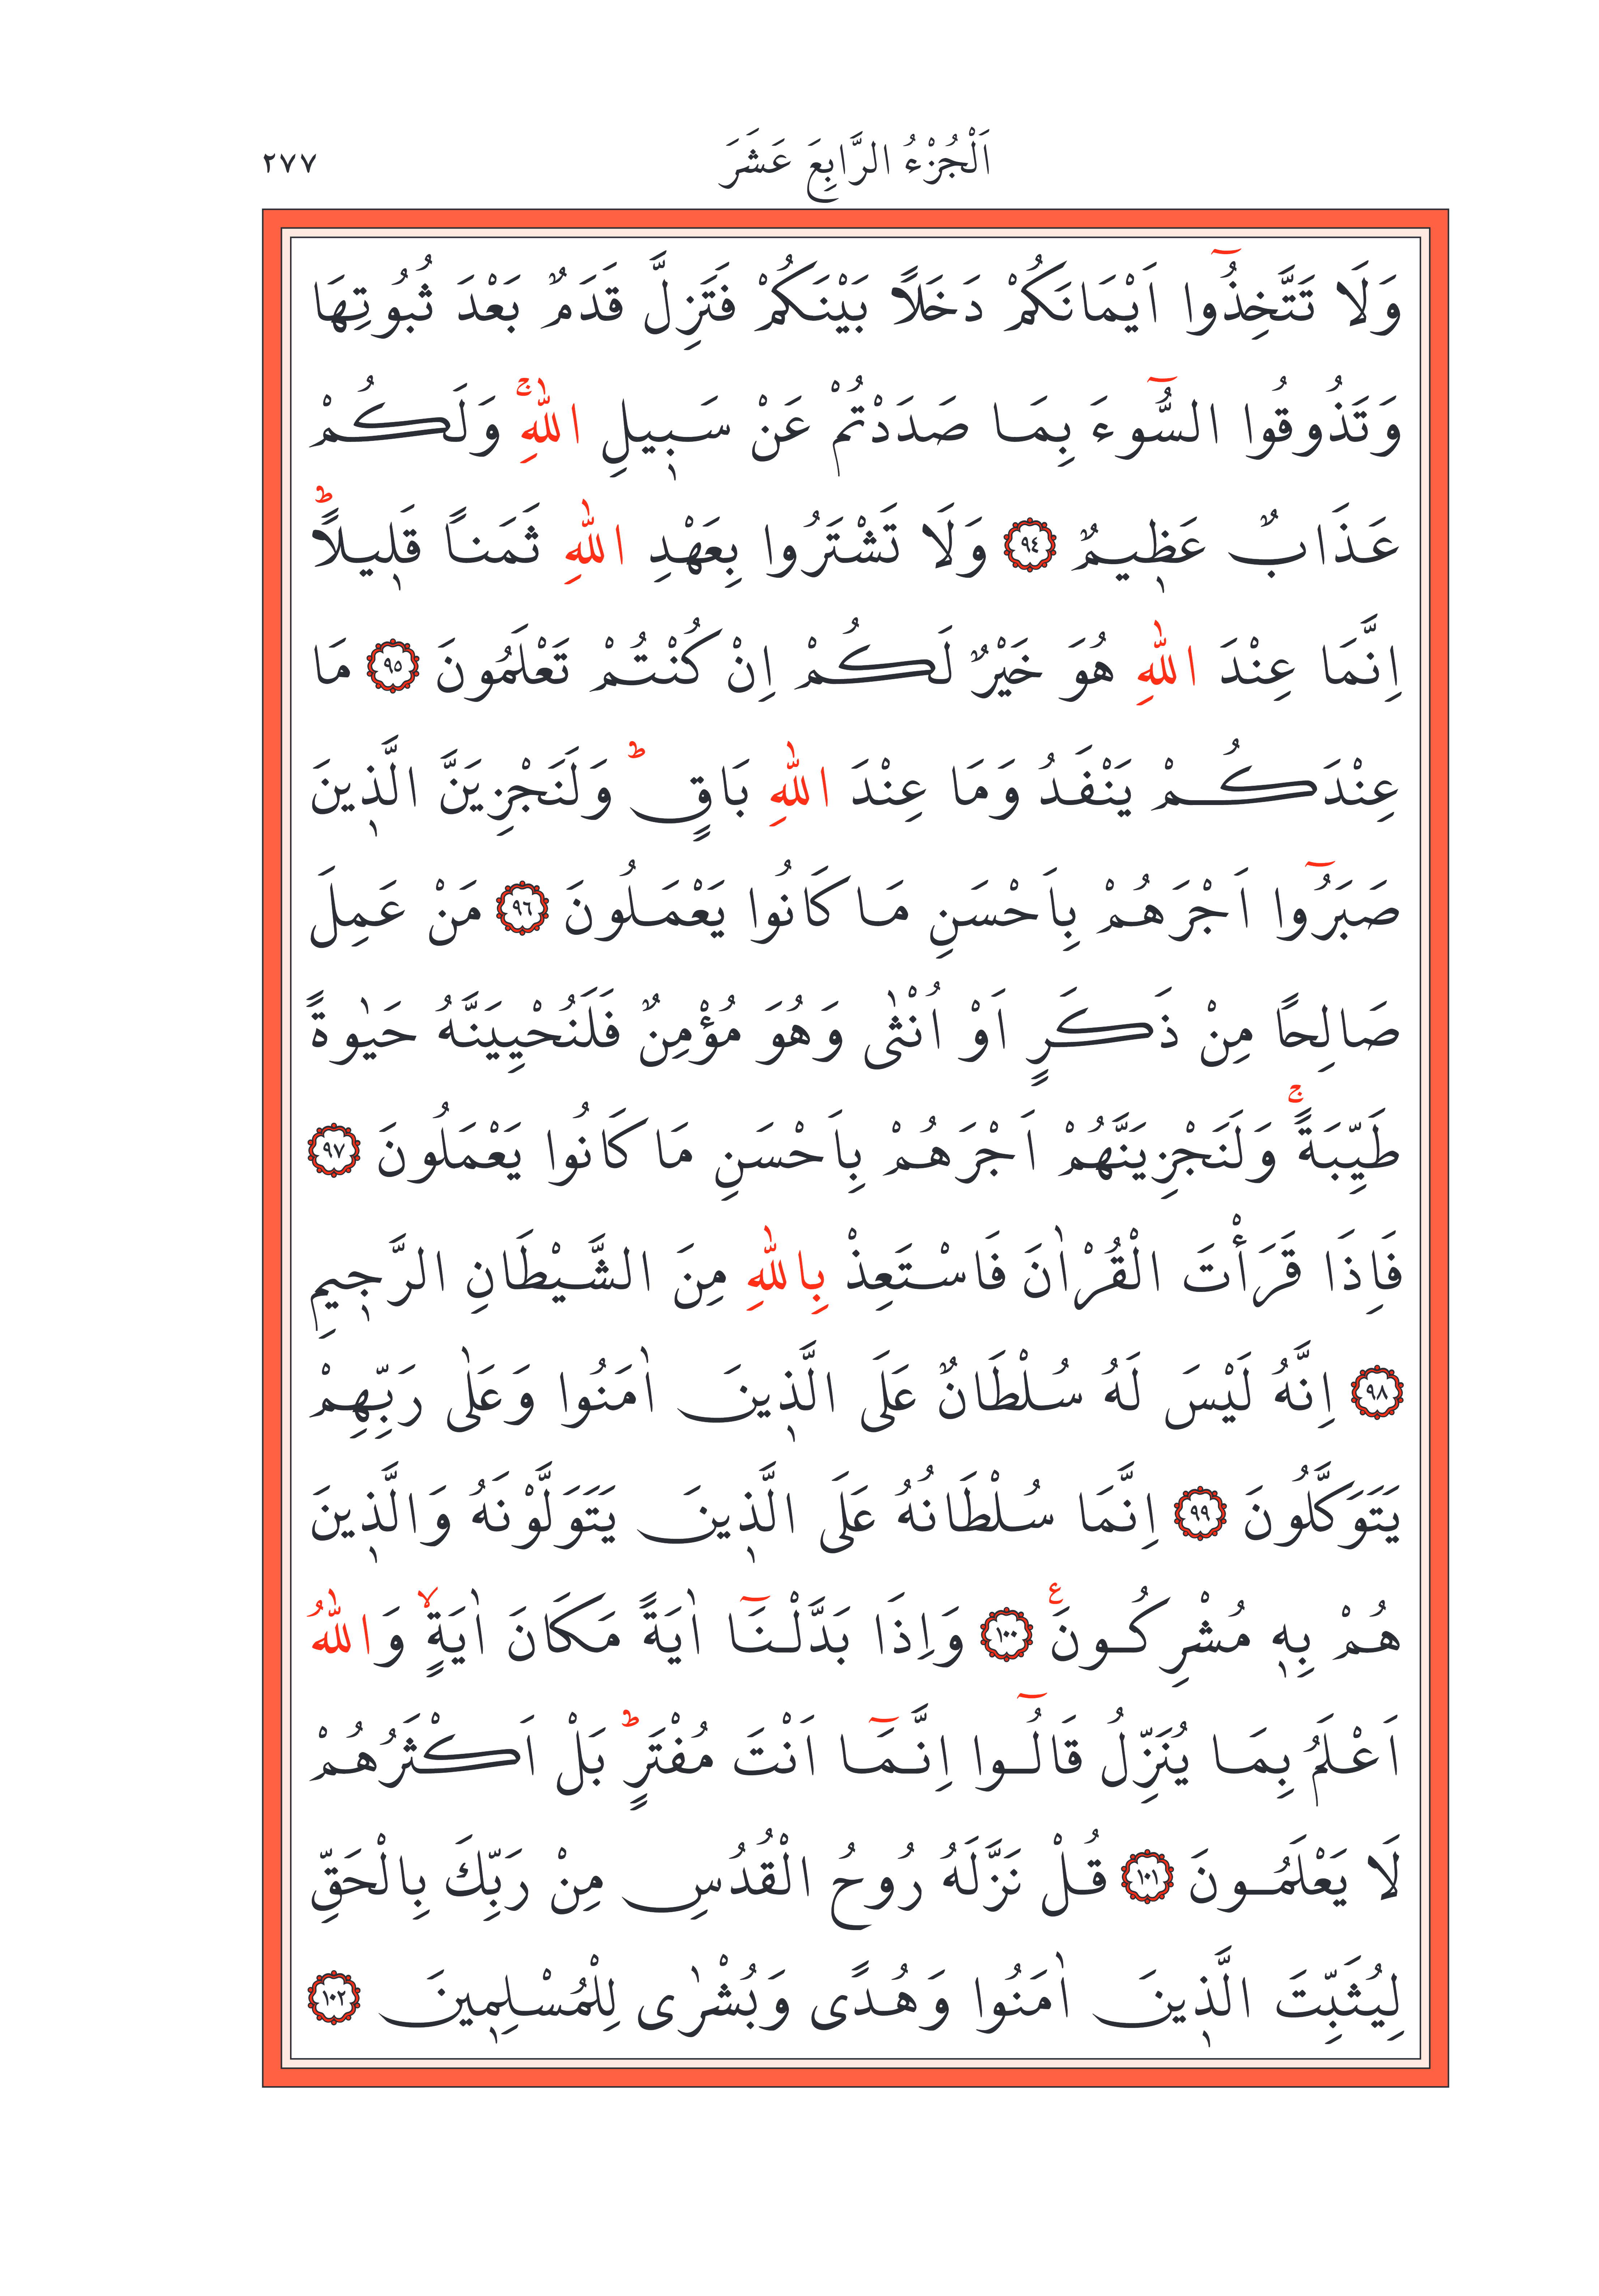 اَلْجُزْءُ الرَّابِعَ عَشَرَ ٢٧٧
وَلَا تَتَّخِذُٓوا اَيْمَانَكُمْ دَخَلًا بَيْنَكُمْ فَتَزِلَّ قَدَمٌ بَعْدَ ثُبُوتِهَا
وَتَذُوقُوا السُّٓوءَ بِمَا صَدَدْتُمْ عَنْ سَبٖيلِ اللّٰهِۚ وَلَكُمْ
عَذَابٌ عَظٖيمٌ ﴿٩٤﴾ وَلَا تَشْتَرُوا بِعَهْدِ اللّٰهِ ثَمَناً قَلٖيلاًؕ
اِنَّمَا عِنْدَ اللّٰهِ هُوَ خَيْرٌ لَكُمْ اِنْ كُنْتُمْ تَعْلَمُونَ ﴿٩٥﴾ مَا
عِنْدَكُمْ يَنْفَدُ وَمَا عِنْدَ اللّٰهِ بَاقٍؕ وَلَنَجْزِيَنَّ الَّذٖينَ
صَبَرُٓوا اَجْرَهُمْ بِاَحْسَنِ مَا كَانُوا يَعْمَلُونَ ﴿٩٦﴾ مَنْ عَمِلَ
صَالِحًا مِنْ ذَكَرٍ اَوْ اُنْثٰى وَهُوَ مُؤْمِنٌ فَلَنُحْيِيَنَّهُ حَيٰوةً
طَيِّبَةًۚ وَلَنَجْزِيَنَّهُمْ اَجْرَهُمْ بِاَحْسَنِ مَا كَانُوا يَعْمَلُونَ ﴿٩٧﴾
فَاِذَا قَرَأْتَ الْقُرْاٰنَ فَاسْتَعِذْ بِاللّٰهِ مِنَ الشَّيْطَانِ الرَّجٖيمِ
﴿٩٨﴾ اِنَّهُ لَيْسَ لَهُ سُلْطَانٌ عَلَى الَّذٖينَ اٰمَنُوا وَعَلٰى رَبِّهِمْ
يَتَوَكَّلُونَ ﴿٩٩﴾ اِنَّمَا سُلْطَانُهُ عَلَى الَّذٖينَ يَتَوَلَّوْنَهُ وَالَّذٖينَ
هُمْ بِهٖ مُشْرِكُونَࣖ ﴿١٠٠﴾ وَاِذَا بَدَّلْنَٓا اٰيَةً مَكَانَ اٰيَةٍۙ وَاللّٰهُ
اَعْلَمُ بِمَا يُنَزِّلُ قَالُٓوا اِنَّمَٓا اَنْتَ مُفْتَرٍؕ بَلْ اَكْثَرُهُمْ
لَا يَعْلَمُونَ ﴿١٠١﴾ قُلْ نَزَّلَهُ رُوحُ الْقُدُسِ مِنْ رَبِّكَ بِالْحَقِّ
لِيُثَبِّتَ الَّذٖينَ اٰمَنُوا وَهُدًى وَبُشْرٰى لِلْمُسْلِمٖينَ ﴿١٠٢﴾